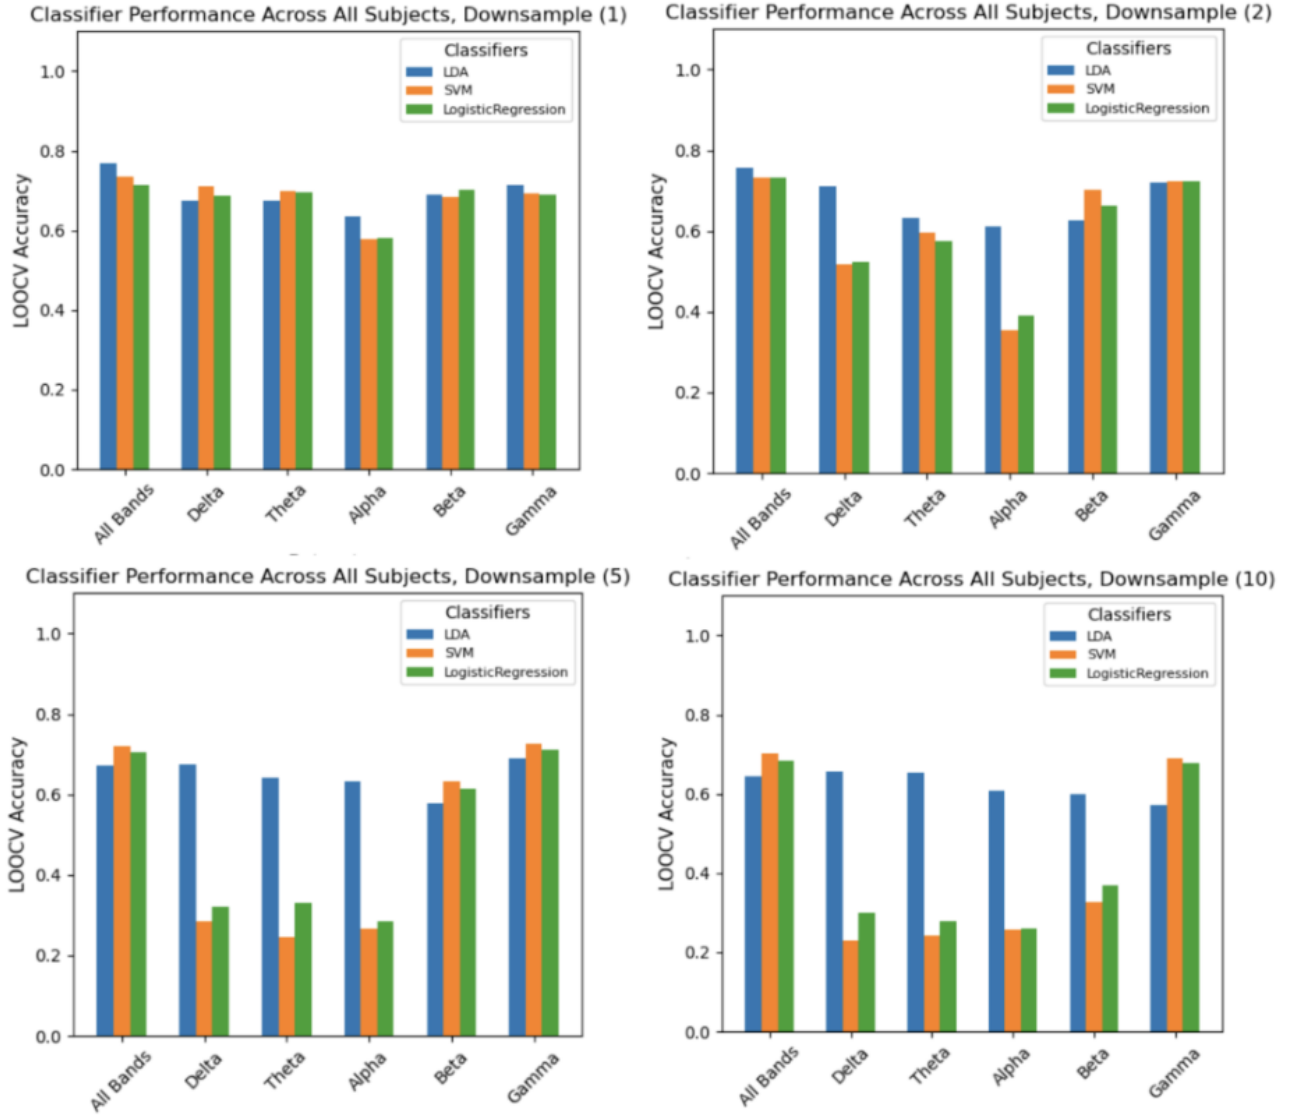 Classifier Performance Across All Subjects, Downsample (1)
Classifiers
LDA
SVM
LogisticRegression
LOOCV Accuracy
1.0
0.8
0.6
0.4
0.2
0.0
All Bands
Delta
Theta
Alpha
Beta
Gamma
Classifier Performance Across All Subjects, Downsample (2)
Classifiers
LDA
SVM
LogisticRegression
LOOCV Accuracy
1.0
0.8
0.6
0.4
0.2
0.0
All Bands
Delta
Theta
Alpha
Beta
Gamma
Classifier Performance Across All Subjects, Downsample (5)
Classifiers
LDA
SVM
LogisticRegression
LOOCV Accuracy
1.0
0.8
0.6
0.4
0.2
0.0
All Bands
Delta
Theta
Alpha
Beta
Gamma
Classifier Performance Across All Subjects, Downsample (10)
Classifiers
LDA
SVM
LogisticRegression
LOOCV Accuracy
1.0
0.8
0.6
0.4
0.2
0.0
All Bands
Delta
Theta
Alpha
Beta
Gamma